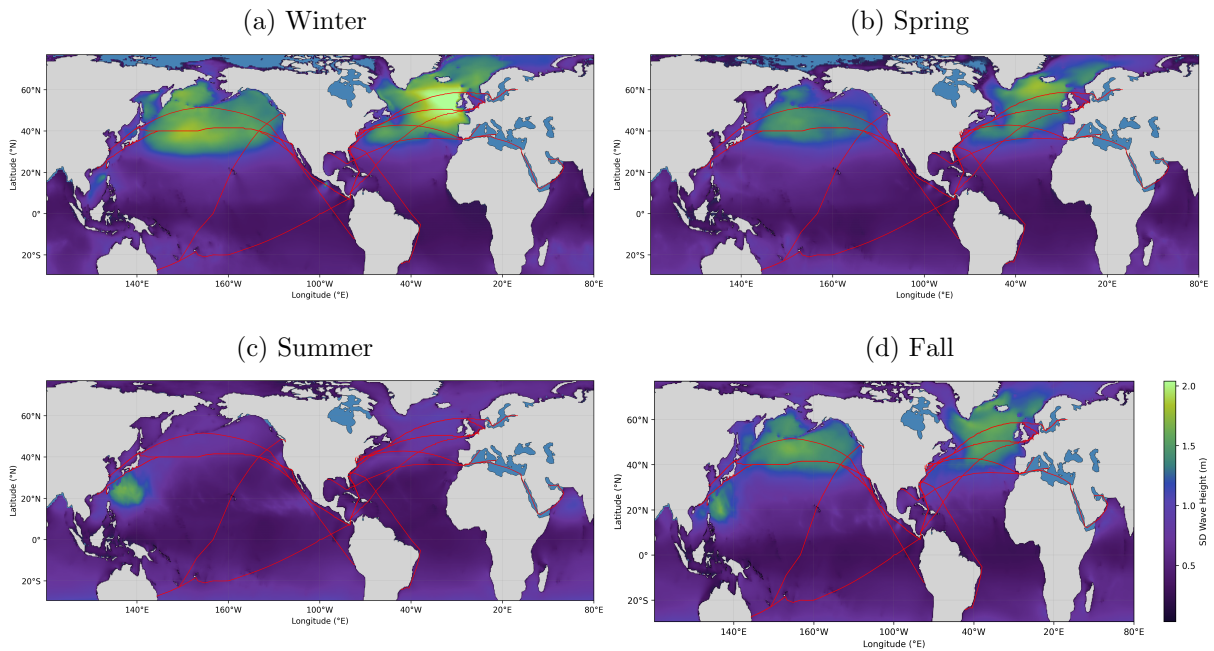 (a) Winter
(b) Spring
Latitude (°N)
60°N
40°N
20°N
0°
20°S
140°E
160°W
100°W
40°W
20°E
80°E
Longitude (°E)
Latitude (°N)
60°N
40°N
20°N
0°
20°S
140°E
160°W
100°W
40°W
20°E
80°E
Longitude (°E)
(c) Summer
(d) Fall
Latitude (°N)
60°N
40°N
20°N
0°
20°S
140°E
160°W
100°W
40°W
20°E
80°E
Longitude (°E)
Latitude (°N)
60°N
40°N
20°N
0°
20°S
140°E
160°W
100°W
40°W
20°E
80°E
Longitude (°E)
2.0
1.5
1.0
0.5
SD Wave Height (m)